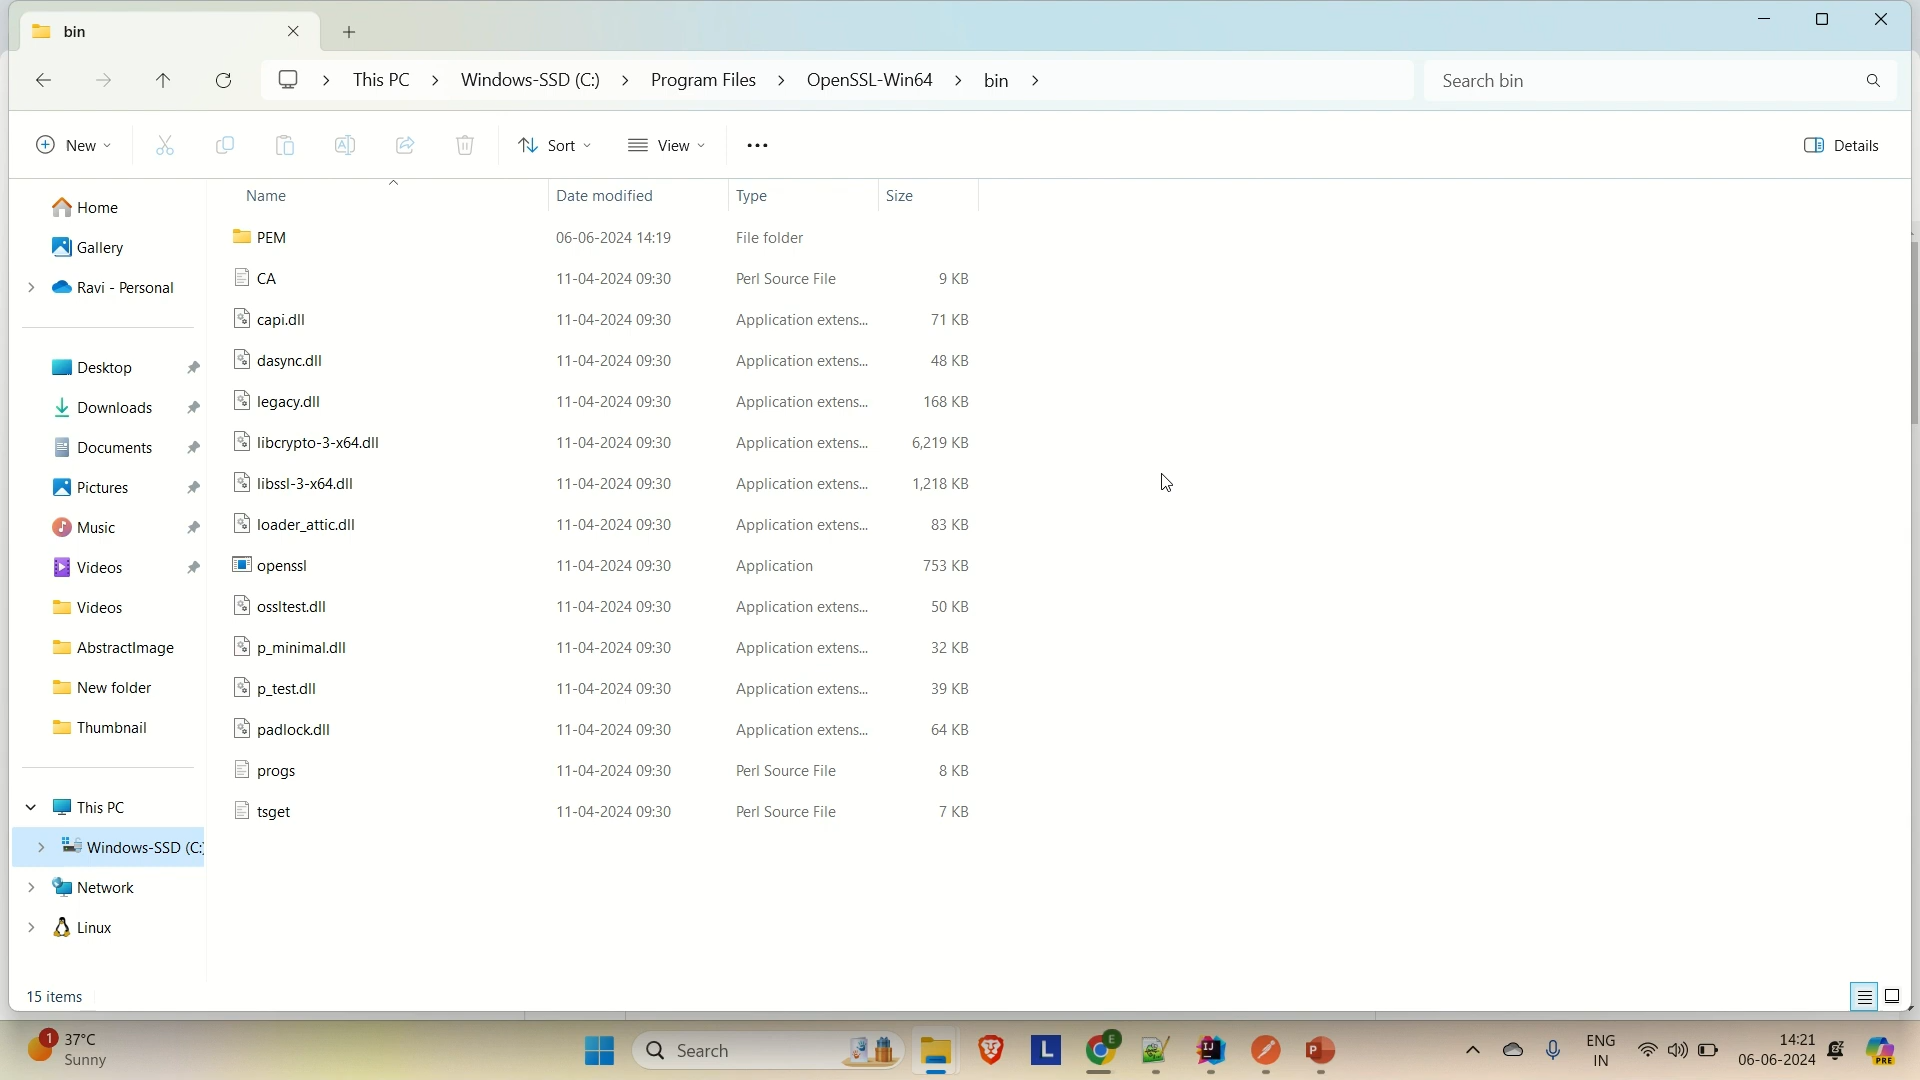 bin
This PC > Windows-SSD (C:) > Program Files > OpenSSL-Win64 > bin >
Search bin
New
Sort
View
Details
Name Date modified Type Size
Home
Gallery
Ravi - Personal
Desktop
Downloads
Documents
Pictures
Music
Videos
Videos
AbstractImage
New folder
Thumbnail
This PC
Windows-SSD (C:)
Network
Linux
PEM 06-06-2024 14:19 File folder
CA 11-04-2024 09:30 Perl Source File 9 KB
capi.dll 11-04-2024 09:30 Application extens... 71 KB
dasync.dll 11-04-2024 09:30 Application extens... 48 KB
legacy.dll 11-04-2024 09:30 Application extens... 168 KB
libcrypto-3-x64.dll 11-04-2024 09:30 Application extens... 6,219 KB
libssl-3-x64.dll 11-04-2024 09:30 Application extens... 1,218 KB
loader_attic.dll 11-04-2024 09:30 Application extens... 83 KB
openssl 11-04-2024 09:30 Application 753 KB
ossltest.dll 11-04-2024 09:30 Application extens... 50 KB
p_minimal.dll 11-04-2024 09:30 Application extens... 32 KB
p_test.dll 11-04-2024 09:30 Application extens... 39 KB
padlock.dll 11-04-2024 09:30 Application extens... 64 KB
progs 11-04-2024 09:30 Perl Source File 8 KB
tsget 11-04-2024 09:30 Perl Source File 7 KB
15 items
1
37°C
Sunny
Search
L
E
IJ
P
ENG
IN
14:21
06-06-2024
PRE